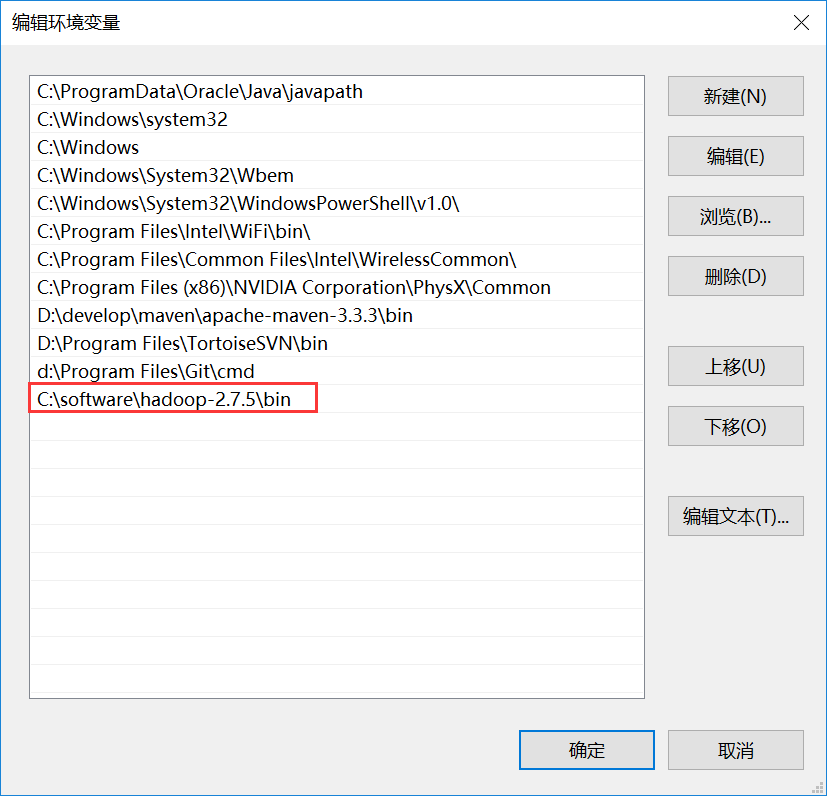 编辑环境变量
C:\ProgramData\Oracle\Java\javapath
C:\Windows\system32
C:\Windows
C:\Windows\System32\Wbem
C:\Windows\System32\WindowsPowerShell\v1.0\
C:\Program Files\Intel\WiFi\bin\
C:\Program Files\Common Files\Intel\WirelessCommon\
C:\Program Files (x86)\NVIDIA Corporation\PhysX\Common
D:\develop\maven\apache-maven-3.3.3\bin
D:\Program Files\TortoiseSVN\bin
d:\Program Files\Git\cmd
C:\software\hadoop-2.7.5\bin
新建(N)
编辑(E)
浏览(B)...
删除(D)
上移(U)
下移(O)
编辑文本(T)...
确定
取消